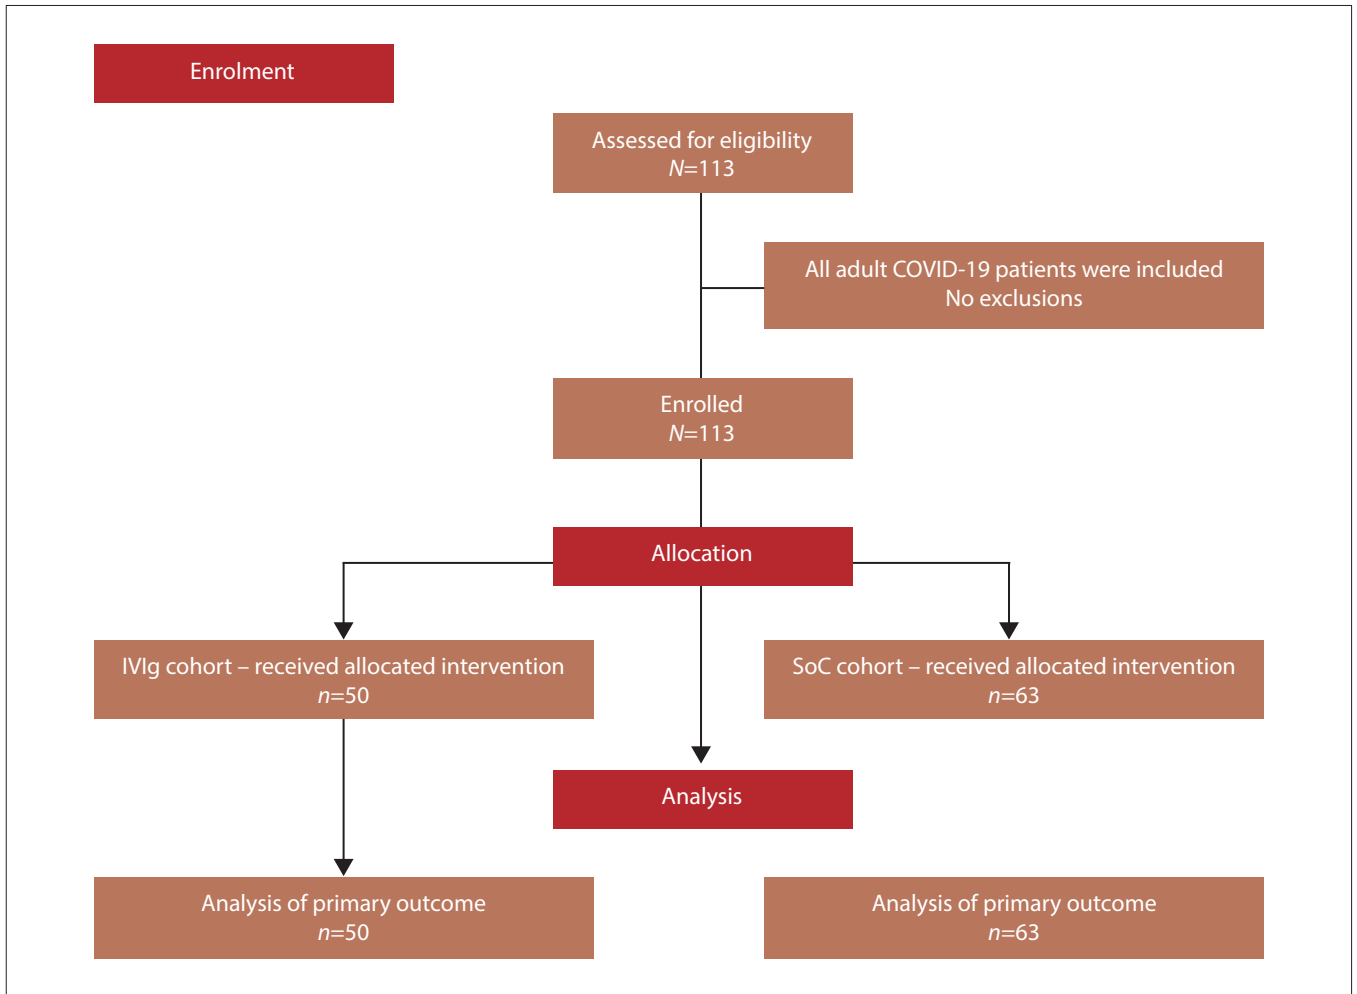 Enrolment
Assessed for eligibility
N=113
All adult COVID-19 patients were included
No exclusions
Enrolled
N=113
Allocation
IVIg cohort – received allocated intervention
n=50
SoC cohort – received allocated intervention
n=63
Analysis
Analysis of primary outcome
n=50
Analysis of primary outcome
n=63